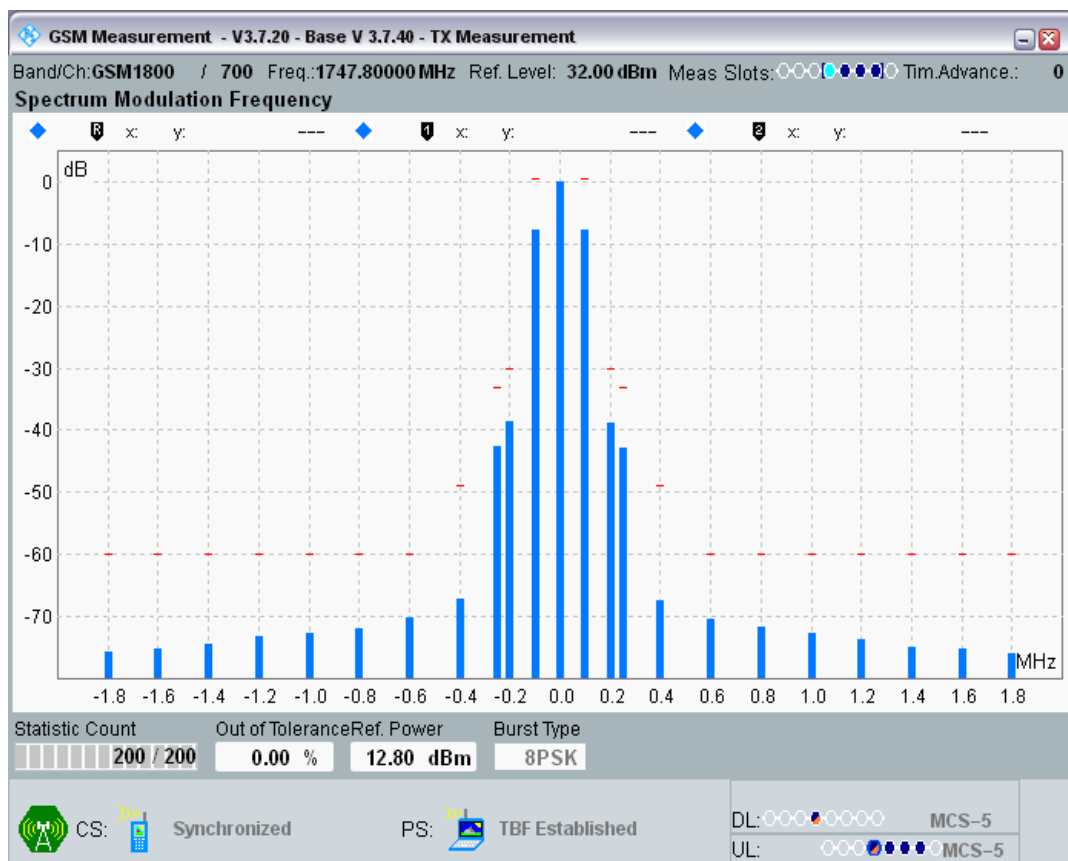 GSM Measurement - V3.7.20 - Base V 3.7.40 - TX Measurement
Band/Ch:GSM1800 / 700 Freq.:1747.80000 MHz Ref. Level: 32.00 dBm Meas Slots: Tim.Advance.: 0
Spectrum Modulation Frequency
R x: y: --- 1 x: y: --- 2 x: y: ---
dB
0
-10
-20
-30
-40
-50
-60
-70
MHz
-1.8 -1.6 -1.4 -1.2 -1.0 -0.8 -0.6 -0.4 -0.2 0.0 0.2 0.4 0.6 0.8 1.0 1.2 1.4 1.6 1.8
Statistic Count Out of Tolerance Ref. Power Burst Type
200 / 200 0.00 % 12.80 dBm 8PSK
CS: Synchronized PS: TBF Established
DL: MCS-5
UL: MCS-5